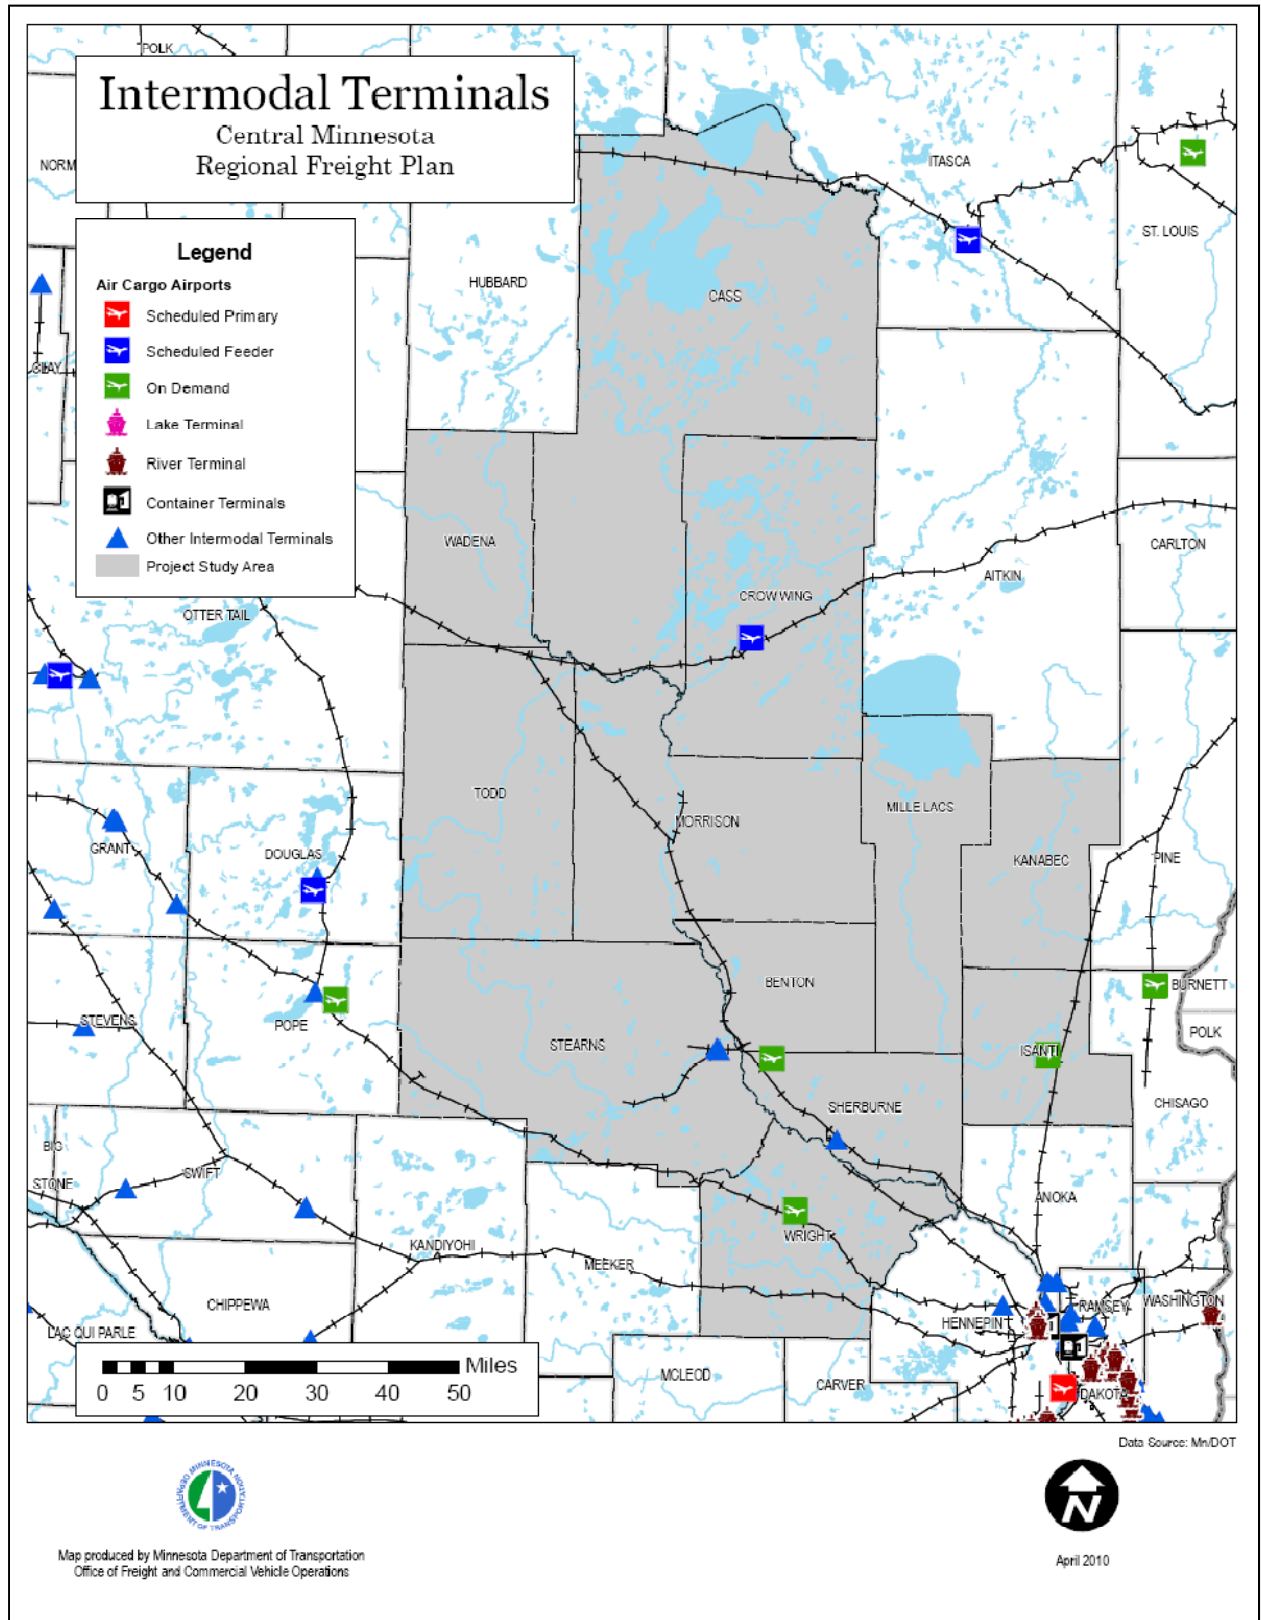 POLK
Intermodal Terminals
Central Minnesota
Regional Freight Plan
NORM
ITASCA
ST. LOUIS
Legend
Air Cargo Airports
Scheduled Primary
Scheduled Feeder
On Demand
Lake Terminal
River Terminal
Container Terminals
Other Intermodal Terminals
Project Study Area
HUBBARD
CASS
CLAY
WADENA
CARLTON
AITKIN
CROW WING
OTTER TAIL
TODD
MORRISON
MILLE LACS
GRANT
DOUGLAS
KANABEC
PINE
BENTON
BURNETT
STEVENS
POPE
STEARNS
ISANTI
POLK
SHERBURNE
CHISAGO
BIG
STONE
SWIFT
ANOKA
WRIGHT
KANDIYOHI
MEEKER
CHIPPEWA
LAC QUI PARLE
HENNEPIN
RAMSEY
WASHINGTON
MCLEOD
CARVER
DAKOTA
Miles
0 5 10 20 30 40 50
Data Source: Mn/DOT
MINNESOTA DEPARTMENT OF TRANSPORTATION
N
Map produced by Minnesota Department of Transportation
Office of Freight and Commercial Vehicle Operations
April 2010